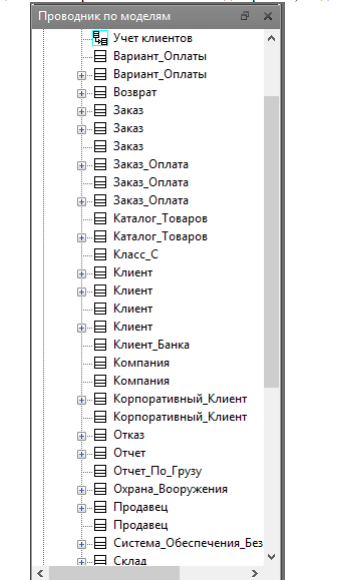 Проводник по моделям
Учет клиентов
Вариант_Оплаты
Вариант_Оплаты
Возврат
Заказ
Заказ
Заказ
Заказ_Оплата
Заказ_Оплата
Заказ_Оплата
Каталог_Товаров
Каталог_Товаров
Класс_С
Клиент
Клиент
Клиент
Клиент
Клиент_Банка
Компания
Компания
Корпоративный_Клиент
Корпоративный_Клиент
Отказ
Отчет
Отчет_По_Грузу
Охрана_Вооружения
Продавец
Продавец
Система_Обеспечения_Без
Склад